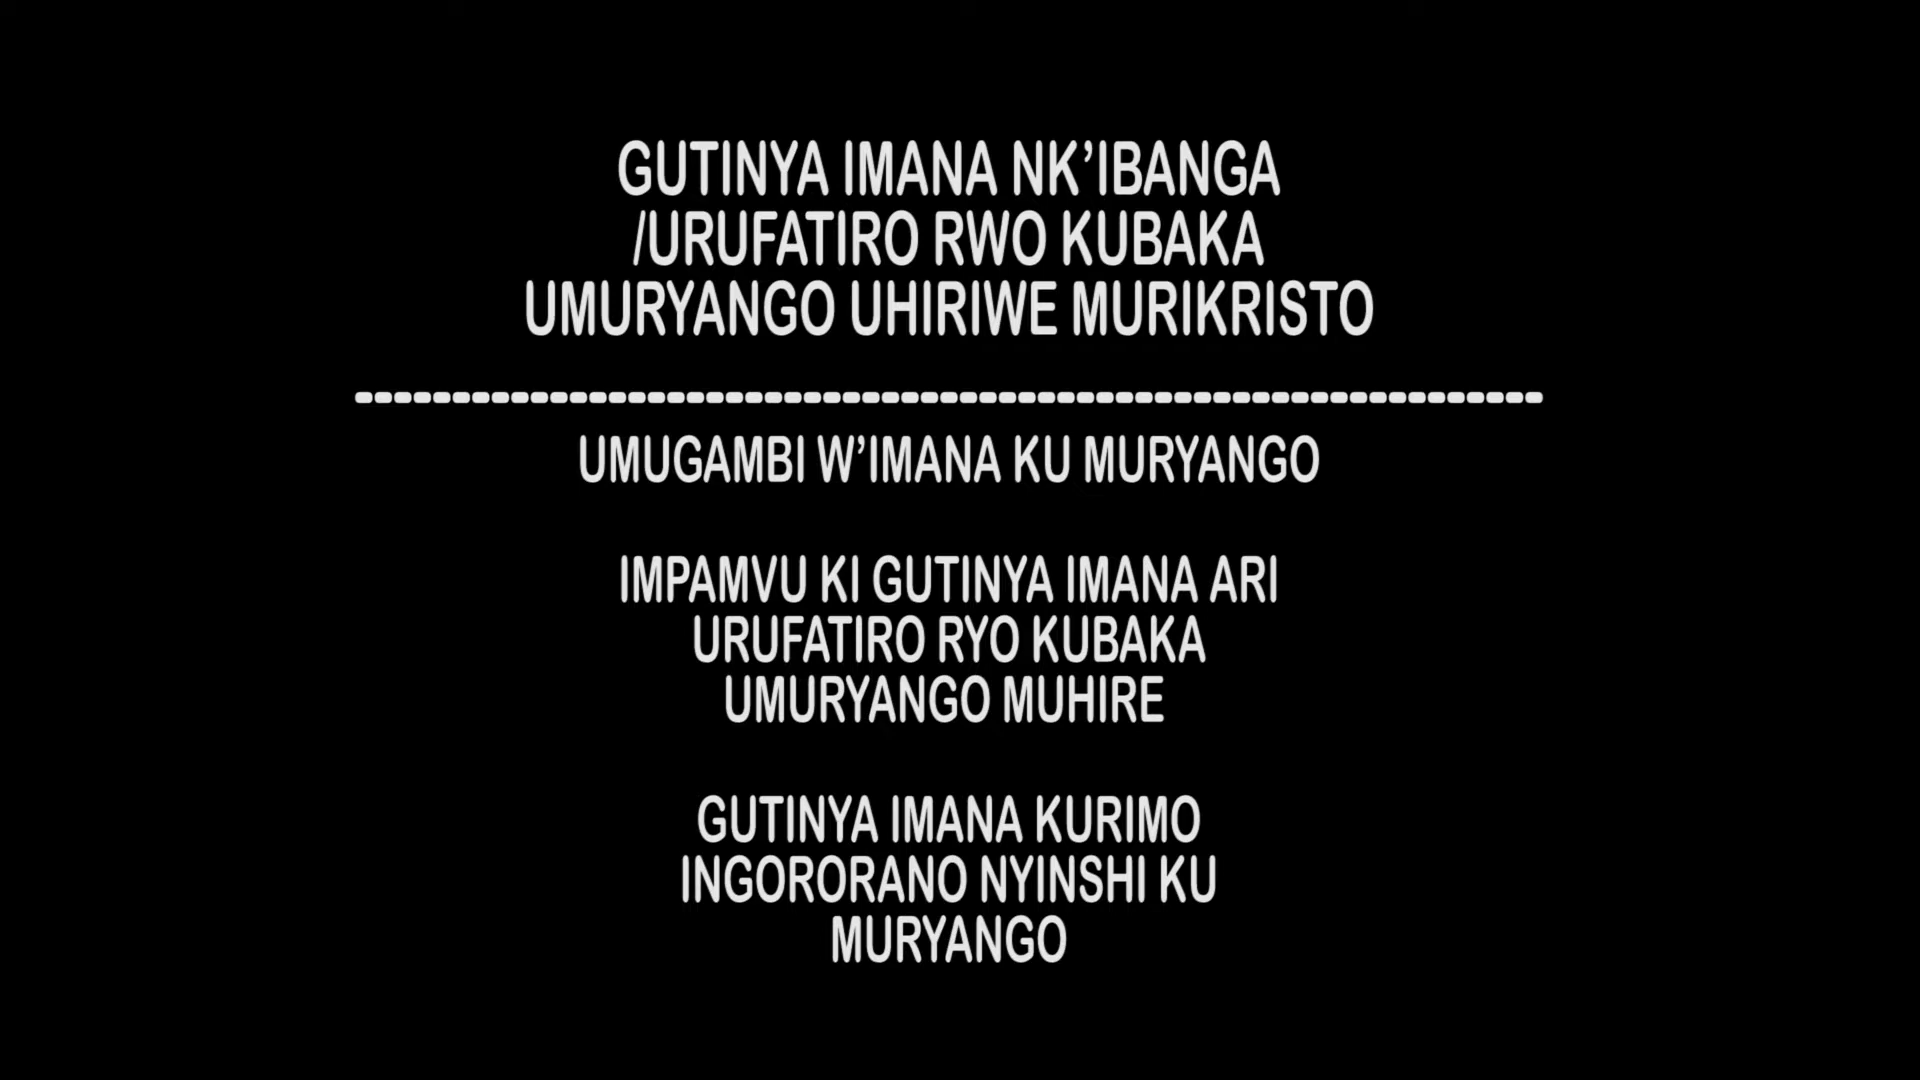 GUTINYA IMANA NK’IBANGA
/URUFATIRO RWO KUBAKA
UMURYANGO UHIRIWE MURIKRISTO
-------------------------------------------------------------
UMUGAMBI W’IMANA KU MURYANGO
IMPAMVU KI GUTINYA IMANA ARI
URUFATIRO RYO KUBAKA
UMURYANGO MUHIRE
GUTINYA IMANA KURIMO
INGORORANO NYINSHI KU
MURYANGO